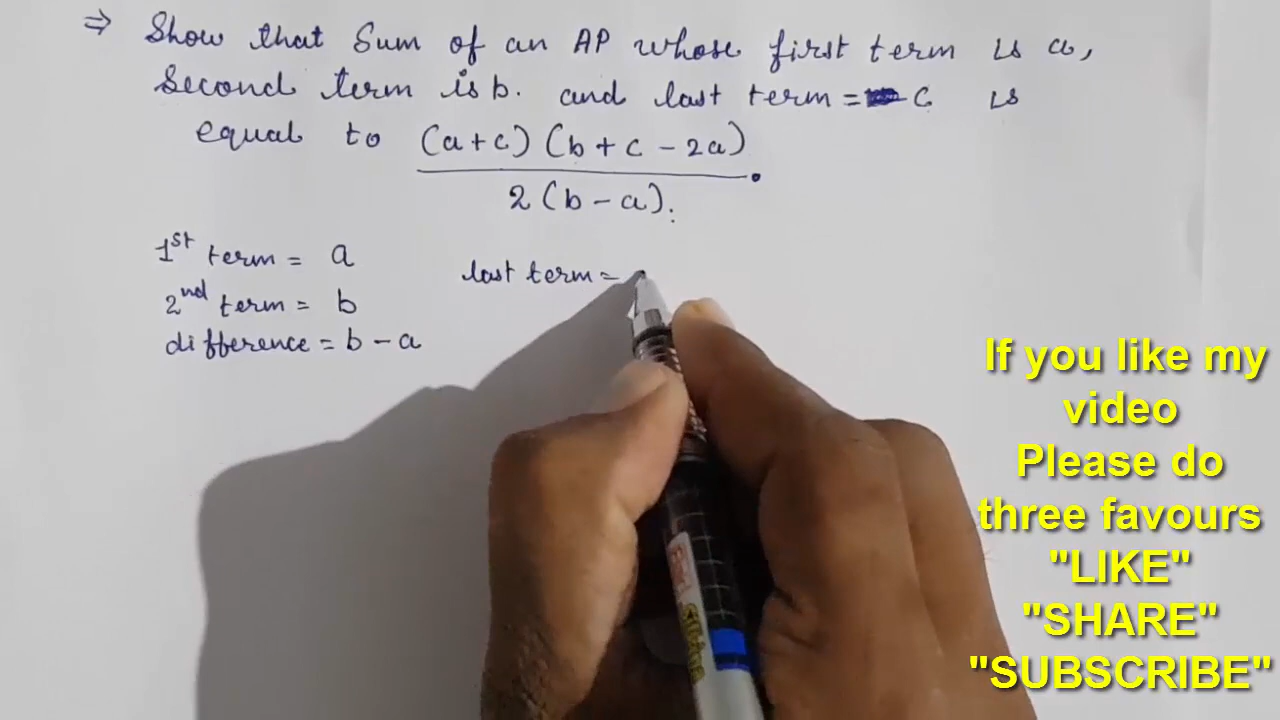 ⇒ Show that Sum of an AP whose first term is a,
Second term is b. and last term = c is
equal to (a+c) (b+c-2a)
2 (b-a).
1st term = a
2nd term = b
difference = b - a
last term =
If you like my
video
Please do
three favours
"LIKE"
"SHARE"
"SUBSCRIBE"